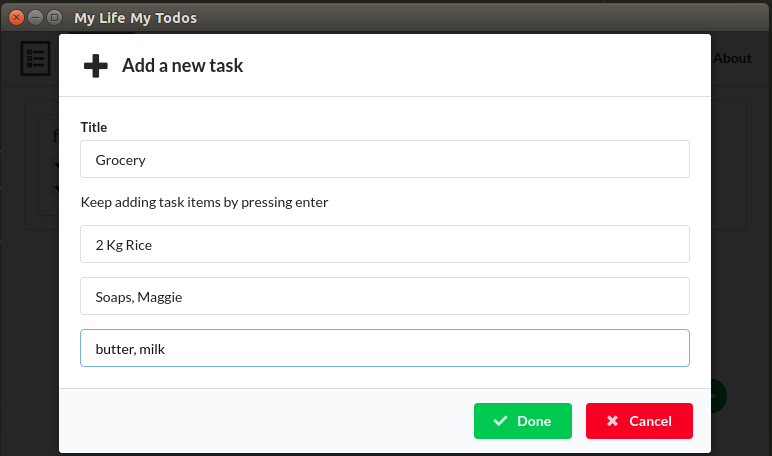 My Life My Todos
About
Add a new task
Title
Grocery
Keep adding task items by pressing enter
2 Kg Rice
Soaps, Maggie
butter, milk
Done
Cancel